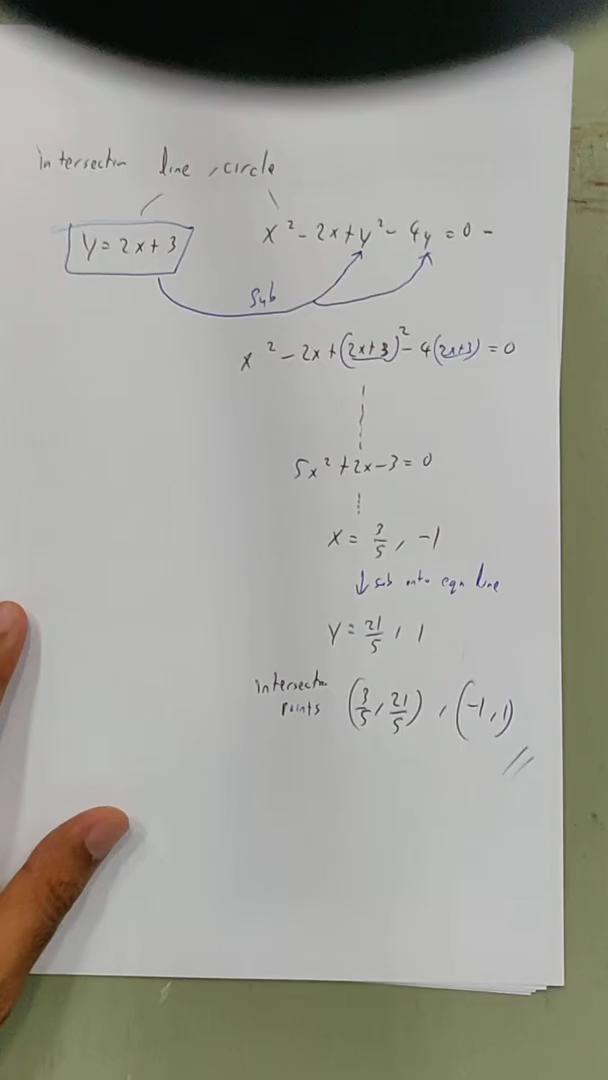 intersection line, circle
y = 2x + 3
x² - 2x + y² - 4y = 0 -
sub
x² - 2x + (2x+3)² - 4(2x+3) = 0
5x² + 2x - 3 = 0
x = 3/5, -1
↓ sub into eqn line
y = 21/5, 1
intersection points (3/5, 21/5), (-1, 1)